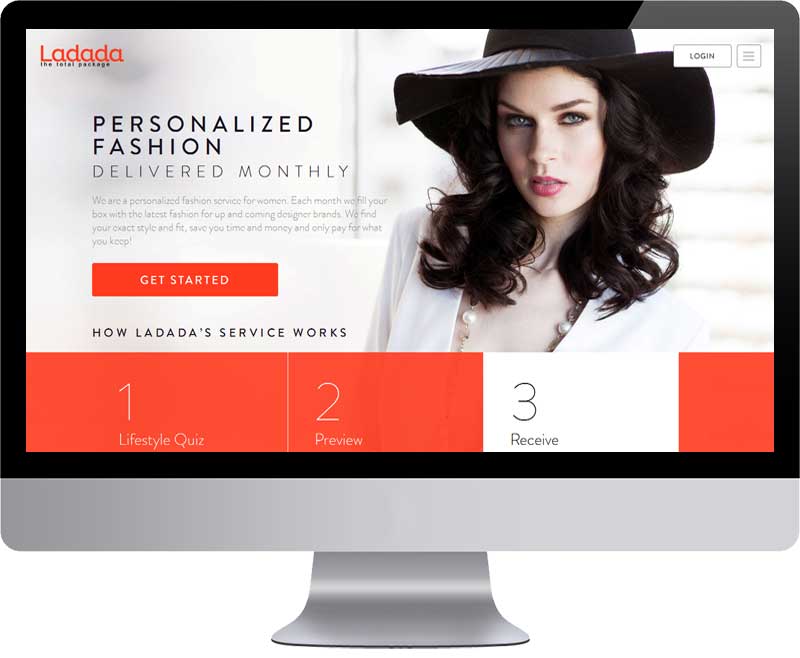 Ladada
the total package
LOGIN
PERSONALIZED
FASHION
DELIVERED MONTHLY
We are a personalized fashion service for women. Each month we fill your
box with the latest fashion for up and coming designer brands. We find
your exact style and fit, save you time and money and only pay for what
you keep!
GET STARTED
HOW LADADA'S SERVICE WORKS
1
2
3
Lifestyle Quiz
Preview
Receive